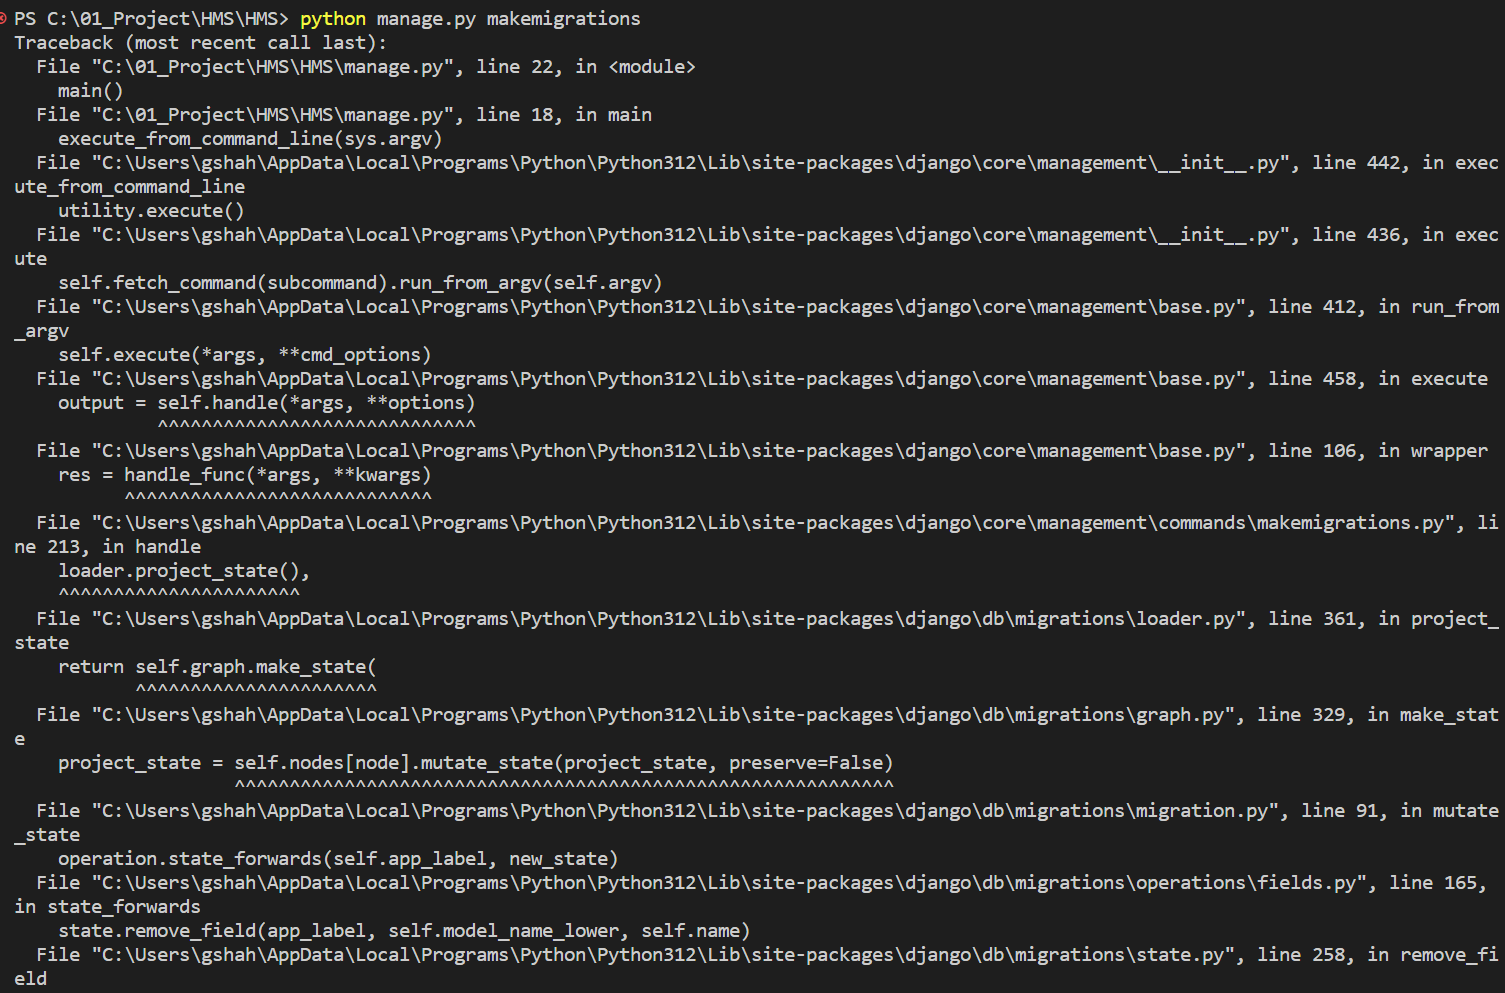 PS C:\01_Project\HMS\HMS> python manage.py makemigrations
Traceback (most recent call last):
  File "C:\01_Project\HMS\HMS\manage.py", line 22, in <module>
    main()
  File "C:\01_Project\HMS\HMS\manage.py", line 18, in main
    execute_from_command_line(sys.argv)
  File "C:\Users\gshah\AppData\Local\Programs\Python\Python312\Lib\site-packages\django\core\management\__init__.py", line 442, in exec
ute_from_command_line
    utility.execute()
  File "C:\Users\gshah\AppData\Local\Programs\Python\Python312\Lib\site-packages\django\core\management\__init__.py", line 436, in exec
ute
    self.fetch_command(subcommand).run_from_argv(self.argv)
  File "C:\Users\gshah\AppData\Local\Programs\Python\Python312\Lib\site-packages\django\core\management\base.py", line 412, in run_from
_argv
    self.execute(*args, **cmd_options)
  File "C:\Users\gshah\AppData\Local\Programs\Python\Python312\Lib\site-packages\django\core\management\base.py", line 458, in execute
    output = self.handle(*args, **options)
             ^^^^^^^^^^^^^^^^^^^^^^^^^^^^^
  File "C:\Users\gshah\AppData\Local\Programs\Python\Python312\Lib\site-packages\django\core\management\base.py", line 106, in wrapper
    res = handle_func(*args, **kwargs)
          ^^^^^^^^^^^^^^^^^^^^^^^^^^^^
  File "C:\Users\gshah\AppData\Local\Programs\Python\Python312\Lib\site-packages\django\core\management\commands\makemigrations.py", li
ne 213, in handle
    loader.project_state(),
    ^^^^^^^^^^^^^^^^^^^^^^
  File "C:\Users\gshah\AppData\Local\Programs\Python\Python312\Lib\site-packages\django\db\migrations\loader.py", line 361, in project_
state
    return self.graph.make_state(
           ^^^^^^^^^^^^^^^^^^^^^^
  File "C:\Users\gshah\AppData\Local\Programs\Python\Python312\Lib\site-packages\django\db\migrations\graph.py", line 329, in make_stat
e
    project_state = self.nodes[node].mutate_state(project_state, preserve=False)
                    ^^^^^^^^^^^^^^^^^^^^^^^^^^^^^^^^^^^^^^^^^^^^^^^^^^^^^^^^^^^^
  File "C:\Users\gshah\AppData\Local\Programs\Python\Python312\Lib\site-packages\django\db\migrations\migration.py", line 91, in mutate
_state
    operation.state_forwards(self.app_label, new_state)
  File "C:\Users\gshah\AppData\Local\Programs\Python\Python312\Lib\site-packages\django\db\migrations\operations\fields.py", line 165,
in state_forwards
    state.remove_field(app_label, self.model_name_lower, self.name)
  File "C:\Users\gshah\AppData\Local\Programs\Python\Python312\Lib\site-packages\django\db\migrations\state.py", line 258, in remove_fi
eld